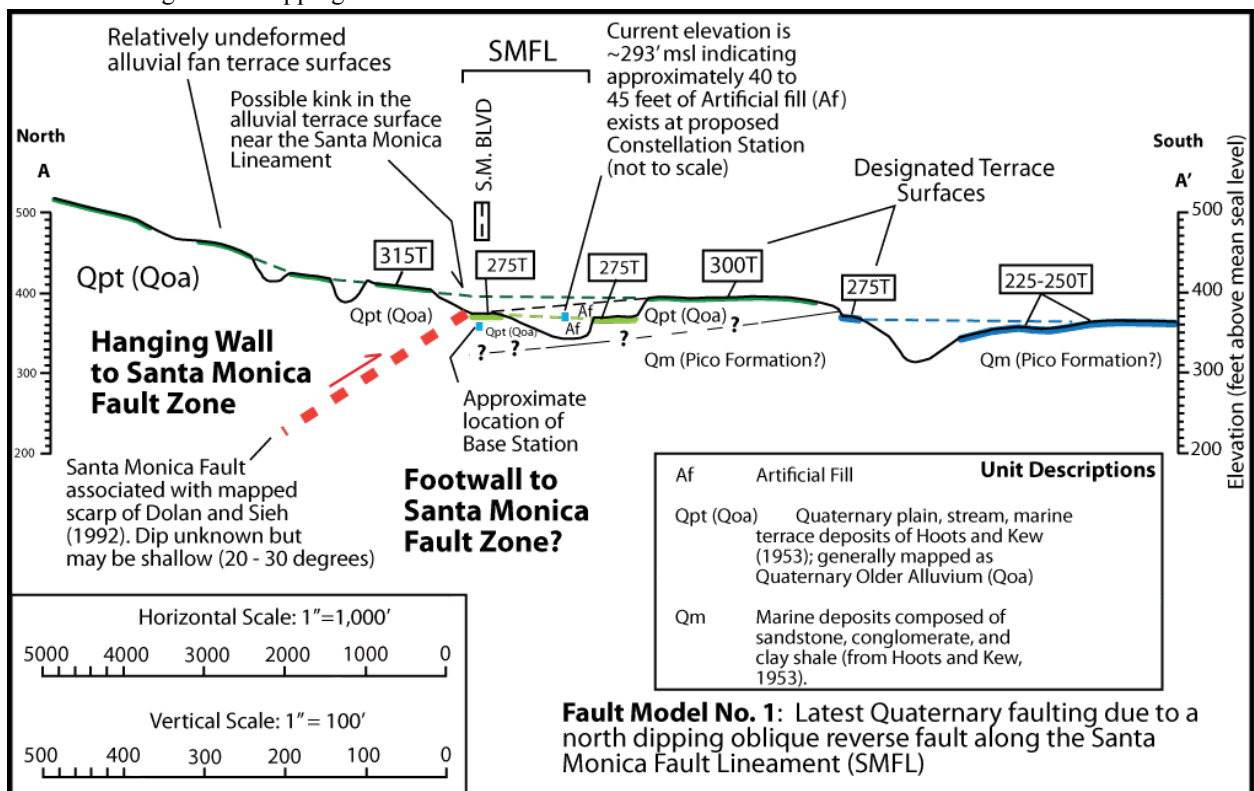 Relatively undeformed
alluvial fan terrace surfaces
SMFL
Current elevation is
~293' msl indicating
approximately 40 to
45 feet of Artificial fill (Af)
exists at proposed
Constellation Station
(not to scale)
Possible kink in the
alluvial terrace surface
near the Santa Monica
Lineament
S.M. BLVD
North
A
South
A'
Designated Terrace
Surfaces
500
400
300
200
500
400
300
200
Elevation (feet above mean seal level)
315T
275T
275T
300T
275T
225-250T
Qpt (Qoa)
Qpt (Qoa)
Qpt (Qoa)
Qpt (Qoa)
Af
Af
?
?
?
?
Qm (Pico Formation?)
Qm (Pico Formation?)
Hanging Wall
to Santa Monica
Fault Zone
Approximate
location of
Base Station
Footwall to
Santa Monica
Fault Zone?
Santa Monica Fault
associated with mapped
scarp of Dolan and Sieh
(1992). Dip unknown but
may be shallow (20 - 30 degrees)
Unit Descriptions
Af Artificial Fill
Qpt (Qoa) Quaternary plain, stream, marine
terrace deposits of Hoots and Kew
(1953); generally mapped as
Quaternary Older Alluvium (Qoa)
Qm Marine deposits composed of
sandstone, conglomerate, and
clay shale (from Hoots and Kew,
1953).
Horizontal Scale: 1"=1,000'
5000 4000 3000 2000 1000 0
Vertical Scale: 1"= 100'
500 400 300 200 100 0
Fault Model No. 1: Latest Quaternary faulting due to a
north dipping oblique reverse fault along the Santa
Monica Fault Lineament (SMFL)